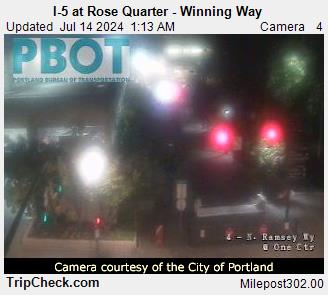 I-5 at Rose Quarter - Winning Way
Updated Jul 14 2024 1:13 AM Camera 4
PBOT
PORTLAND BUREAU OF TRANSPORTATION
4 - N. Ramsey Wy
@ One Ctr
Camera courtesy of the City of Portland
TripCheck.com Milepost302.00